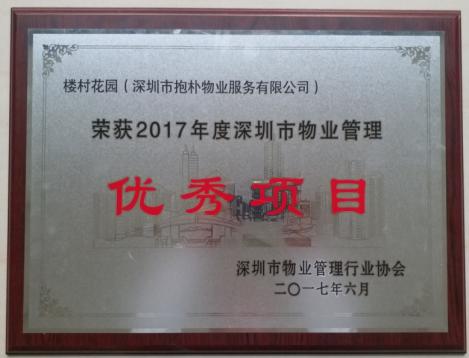 楼村花园（深圳市抱朴物业服务有限公司）
荣获2017年度深圳市物业管理
优秀项目
深圳市物业管理行业协会
二〇一七年六月